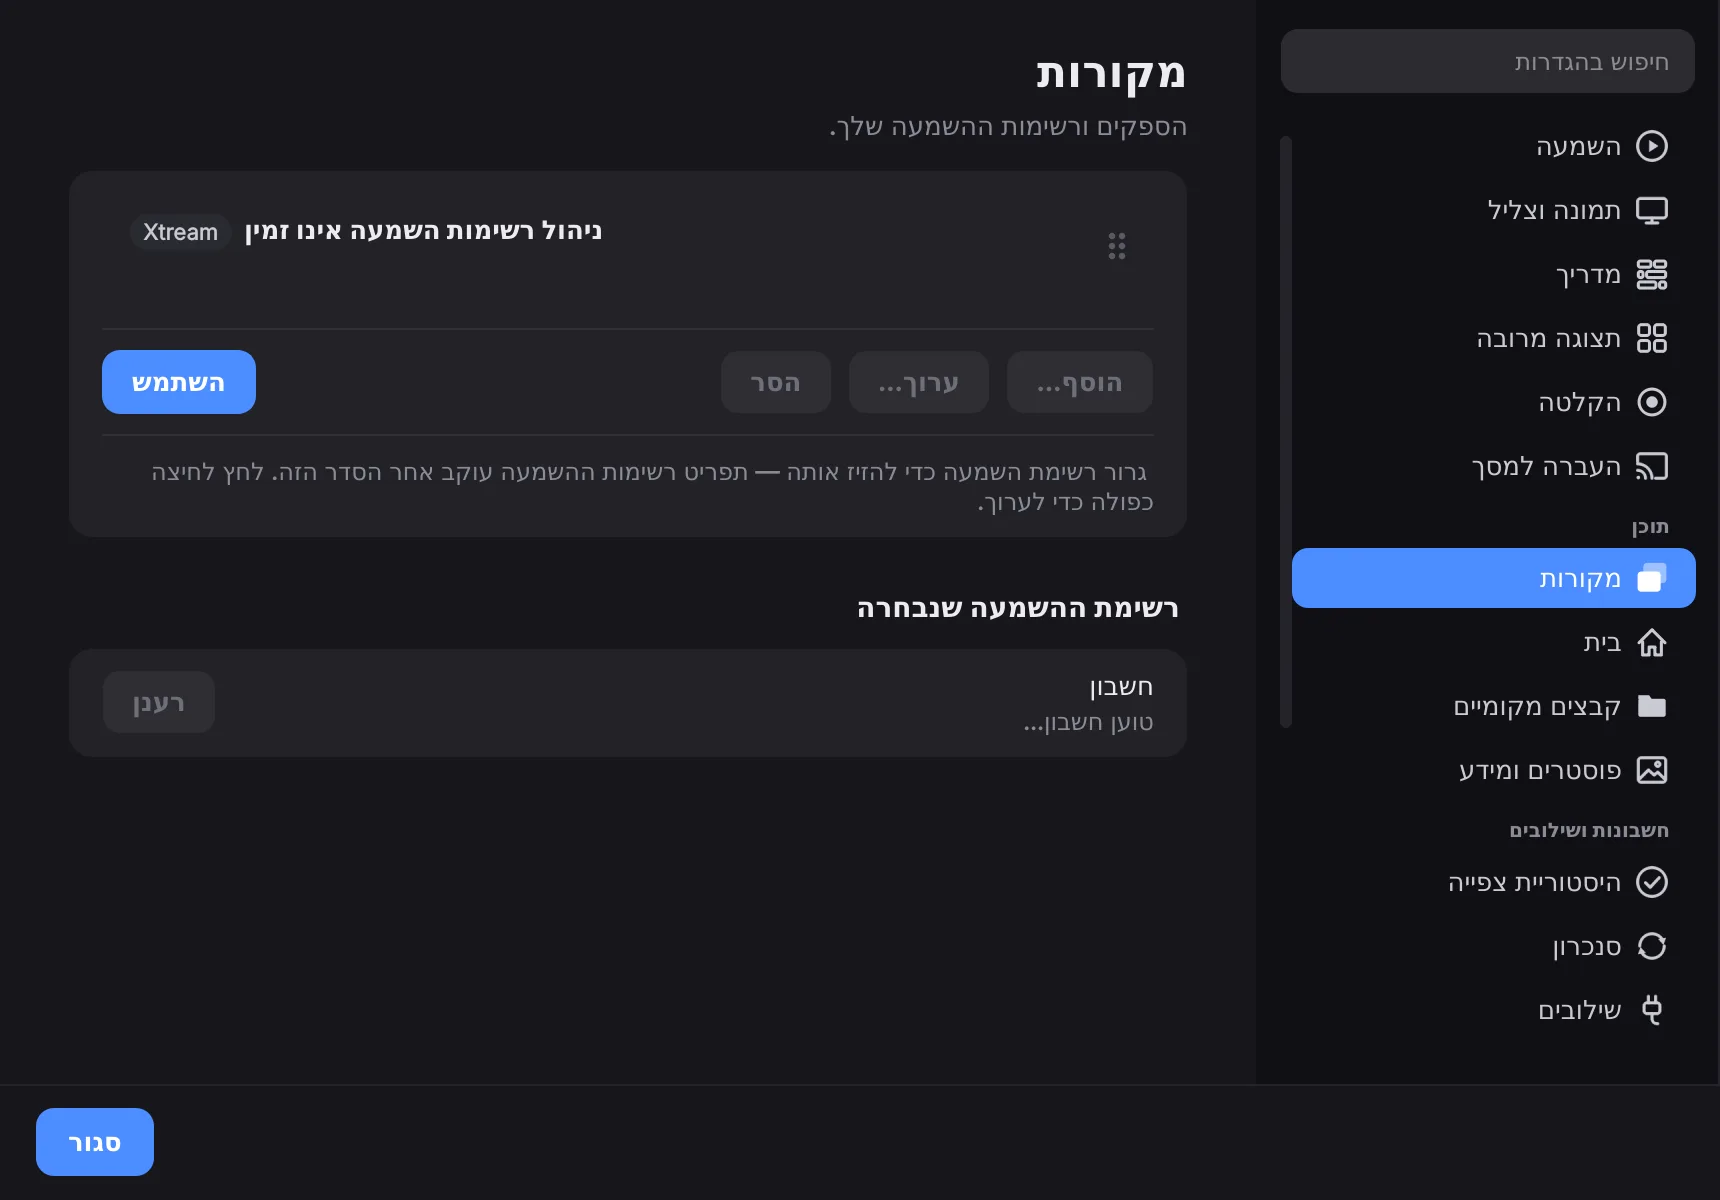 חיפוש בהגדרות
השמעה
תמונה וצליל
מדריך
תצוגה מרובה
הקלטה
העברה למסך
תוכן
מקורות
בית
קבצים מקומיים
פוסטרים ומידע
חשבונות ושילובים
היסטוריית צפייה
סנכרון
שילובים
מקורות
הספקים ורשימות ההשמעה שלך.
ניהול רשימות השמעה אינו זמין Xtream
הוסף... ערוך... הסר השתמש
גרור רשימת השמעה כדי להזיז אותה — תפריט רשימות ההשמעה עוקב אחר הסדר הזה. לחץ לחיצה
כפולה כדי לערוך.
רשימת ההשמעה שנבחרה
חשבון
טוען חשבון...
רענן
סגור